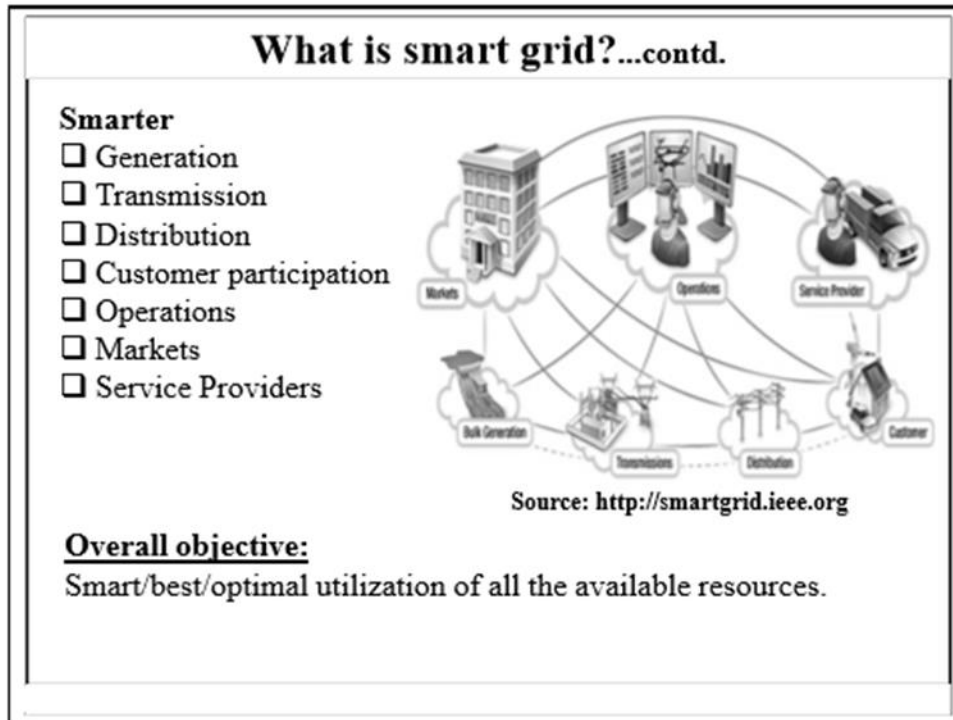 What is smart grid?...contd.
Smarter
❑ Generation
❑ Transmission
❑ Distribution
❑ Customer participation
❑ Operations
❑ Markets
❑ Service Providers
Markets
Operations
Service Provider
Bulk Generation
Transmissions
Distribution
Customer
Source: http://smartgrid.ieee.org
Overall objective:
Smart/best/optimal utilization of all the available resources.